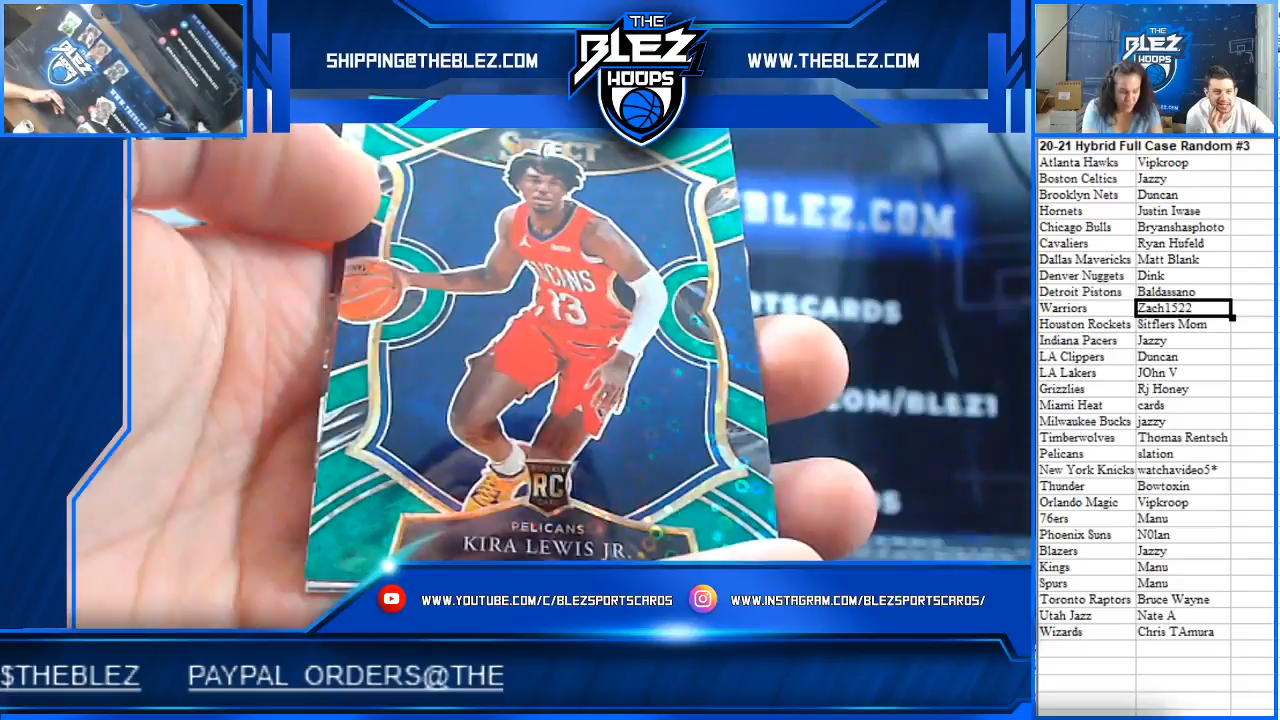 THE
BLEZ
HOOPS
SHIPPING@THEBLEZ.COM
WWW.THEBLEZ.COM
THE
BLEZ
HOOPS
20-21 Hybrid Full Case Random #3
Atlanta Hawks Vipkroop
Boston Celtics Jazzy
Brooklyn Nets Duncan
Hornets Justin Iwase
Chicago Bulls Bryanshasphoto
Cavaliers Ryan Hufeld
Dallas Mavericks Matt Blank
Denver Nuggets Dink
Detroit Pistons Baldassano
Warriors Zach1522
Houston Rockets Sitflers Mom
Indiana Pacers Jazzy
LA Clippers Duncan
LA Lakers JOhn V
Grizzlies Rj Honey
Miami Heat cards
Milwaukee Bucks jazzy
Timberwolves Thomas Rentsch
Pelicans slation
New York Knicks watchavideo5*
Thunder Bowtoxin
Orlando Magic Vipkroop
76ers Manu
Phoenix Suns N0lan
Blazers Jazzy
Kings Manu
Spurs Manu
Toronto Raptors Bruce Wayne
Utah Jazz Nate A
Wizards Chris TAmura
SELECT
13
RC
PELICANS
KIRA LEWIS JR.
BLEZ.COM
RTSCARDS
COM/BLEZ1
WWW.YOUTUBE.COM/C/BLEZSPORTSCARDS
WWW.INSTAGRAM.COM/BLEZSPORTSCARDS/
$THEBLEZ PAYPAL ORDERS@THE